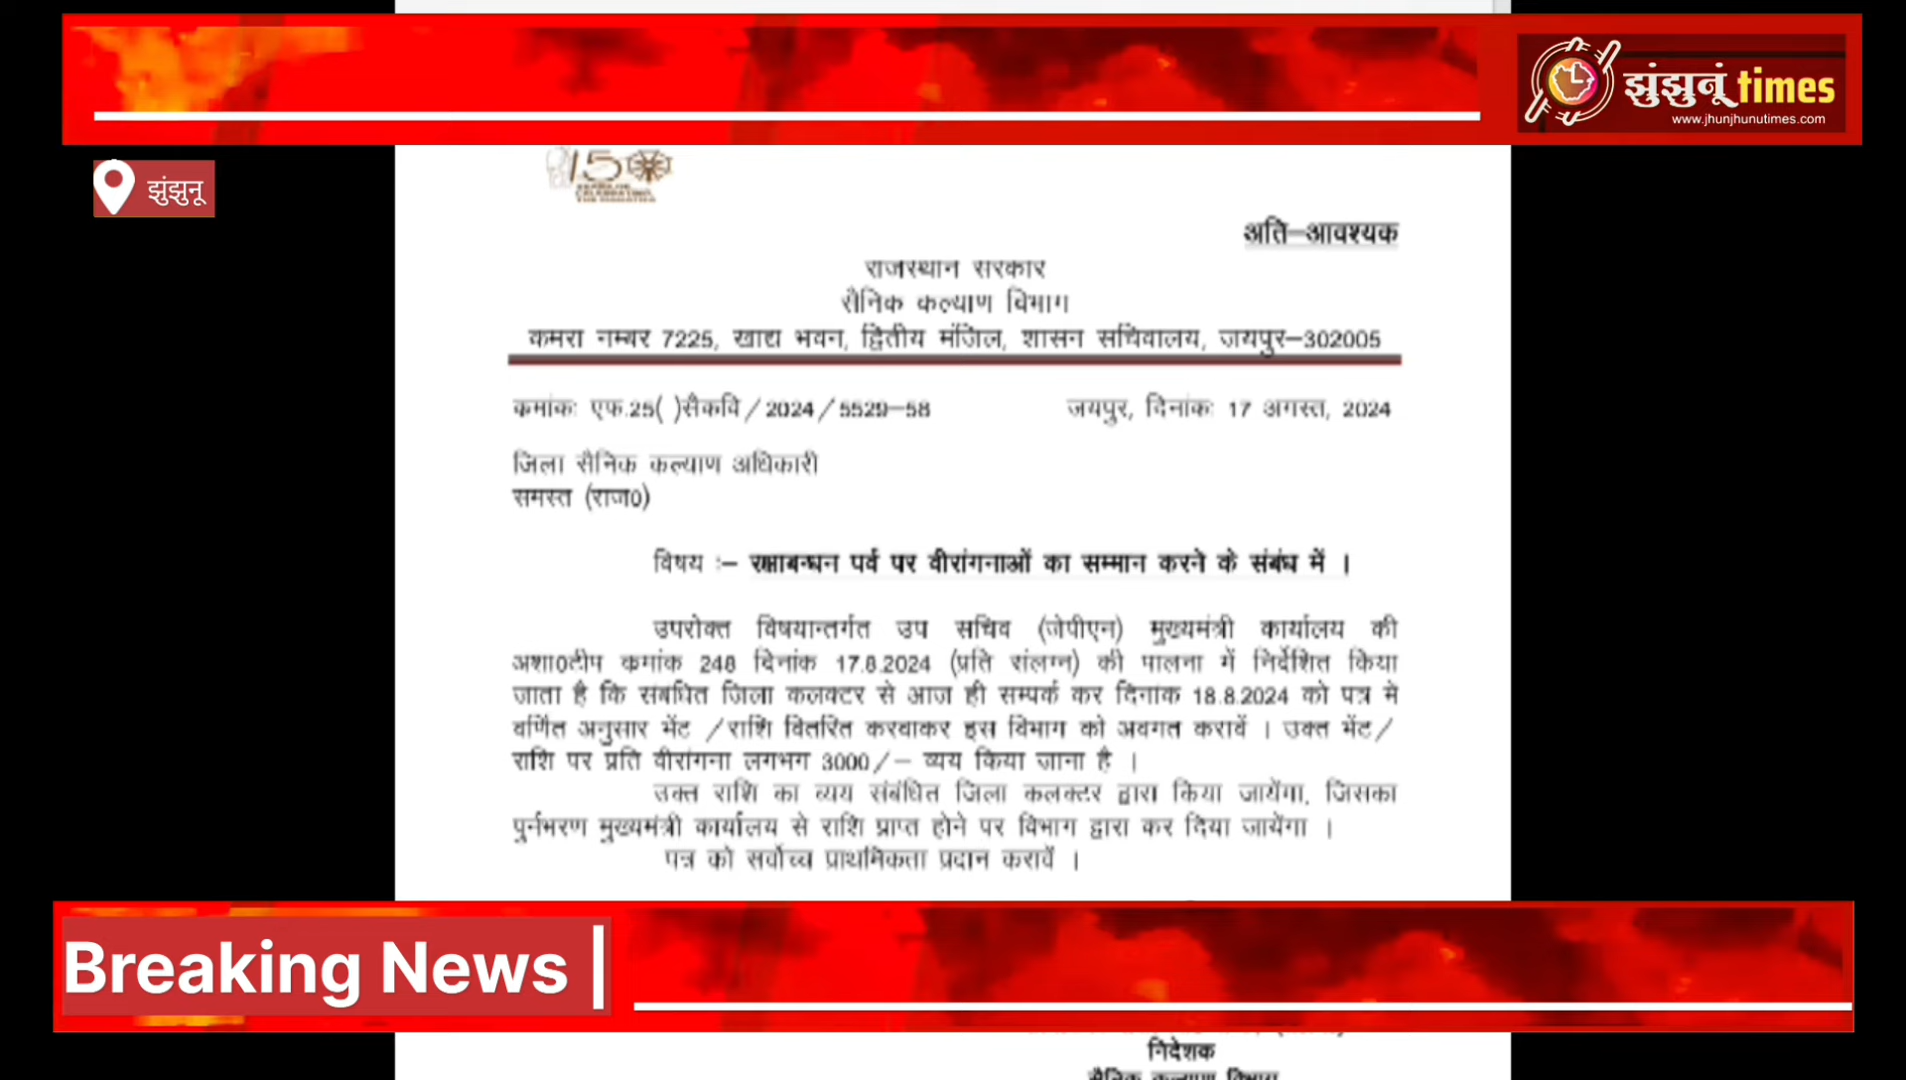 झुंझुनूं times
www.jhunjhunutimes.com
झुंझुनू
150
अति-आवश्यक
राजस्थान सरकार
सैनिक कल्याण विभाग
कमरा नम्बर 7225, खाद्य भवन, द्वितीय मंजिल, शासन सचिवालय, जयपुर-302005
क्रमांकः एफ.25( )सैकवि/2024/5529-58 जयपुर, दिनांकः 17 अगस्त, 2024
जिला सैनिक कल्याण अधिकारी
समस्त (राज0)
विषय :- रक्षाबन्धन पर्व पर वीरांगनाओं का सम्मान करने के संबंध में ।
उपरोक्त विषयान्तर्गत उप सचिव (जेपीएन) मुख्यमंत्री कार्यालय की
अशा0टीप क्रमांक 248 दिनांक 17.8.2024 (प्रति संलग्न) की पालना में निर्देशित किया
जाता है कि संबंधित जिला कलक्टर से आज ही सम्पर्क कर दिनांक 18.8.2024 को पत्र मे
वर्णित अनुसार भेंट /राशि वितरित करवाकर इस विभाग को अवगत करावें । उक्त भेंट/
राशि पर प्रति वीरांगना लगभग 3000/- व्यय किया जाना है ।
उक्त राशि का व्यय संबंधित जिला कलक्टर द्वारा किया जायेंगा, जिसका
पुर्नभरण मुख्यमंत्री कार्यालय से राशि प्राप्त होने पर विभाग द्वारा कर दिया जायेंगा ।
पत्र को सर्वोच्च प्राथमिकता प्रदान करावें ।
Breaking News
निदेशक
सैनिक कल्याण विभाग